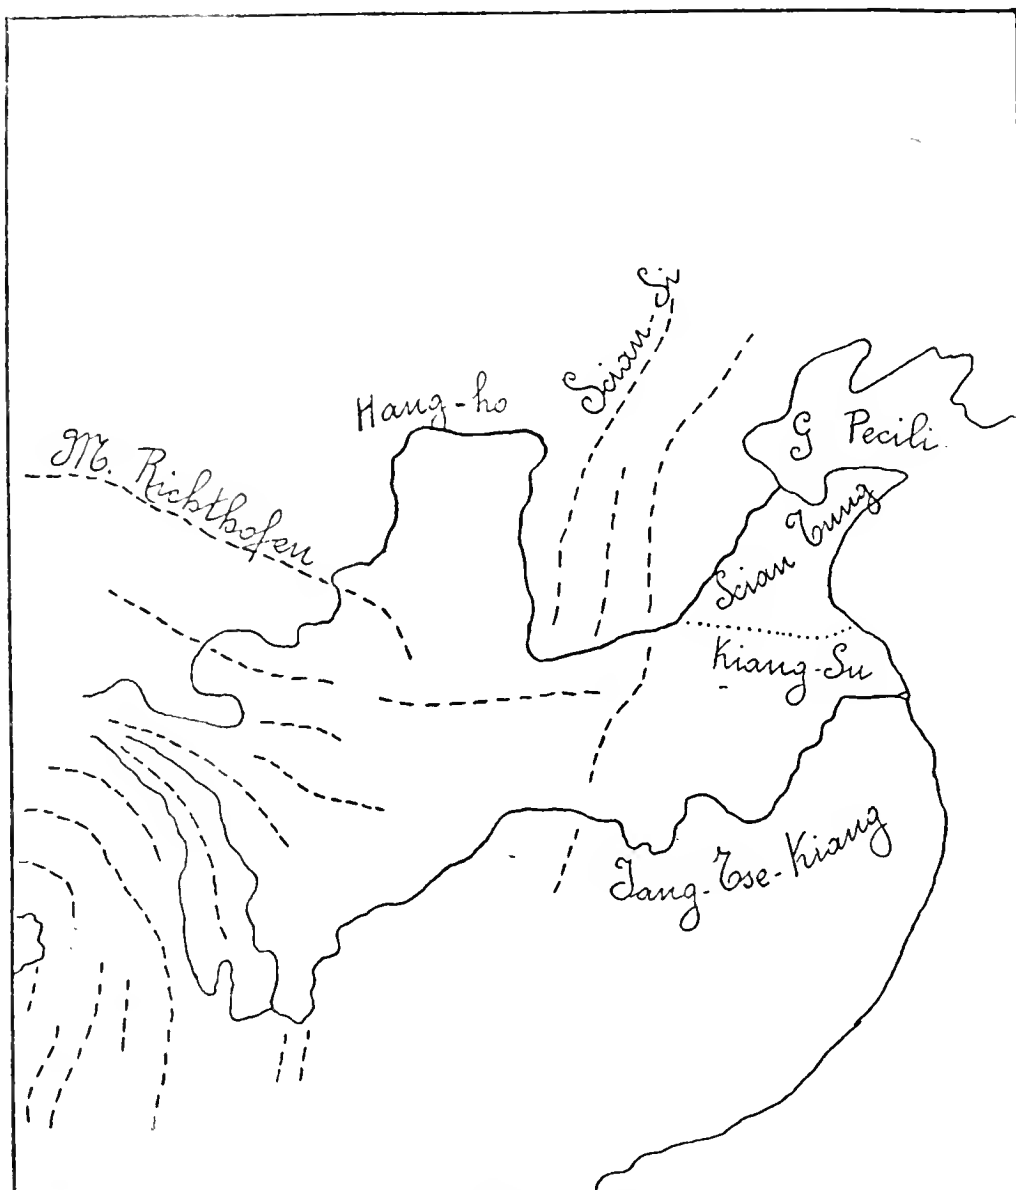 Scian-Si
Hang-ho
G Pecili.
M. Richthofen
Scian Tung
Kiang-Su
Jang-Tse-Kiang